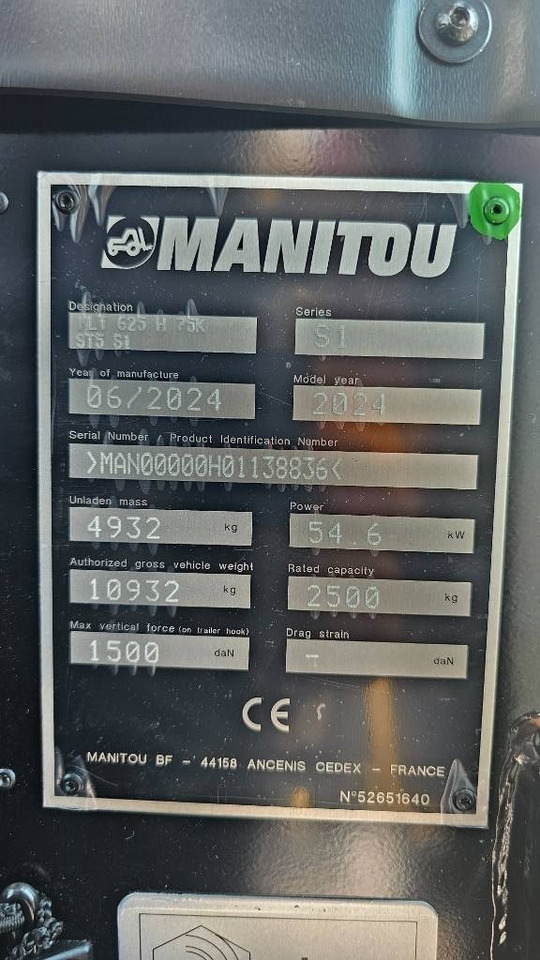 MANITOU
Designation
Series
MLT 625 H 75K
ST5 S1
S1
Year of manufacture
Model year
06/2024
2024
Serial Number / Product Identification Number
>MAN00000H01138836<
Unladen mass
Power
4932 kg
54.6 kW
Authorized gross vehicle weight
Rated capacity
10932 kg
2500 kg
Max vertical force (on trailer hook)
Drag strain
1500 daN
- daN
CE
MANITOU BF - 44158 ANCENIS CEDEX - FRANCE
N°52651640